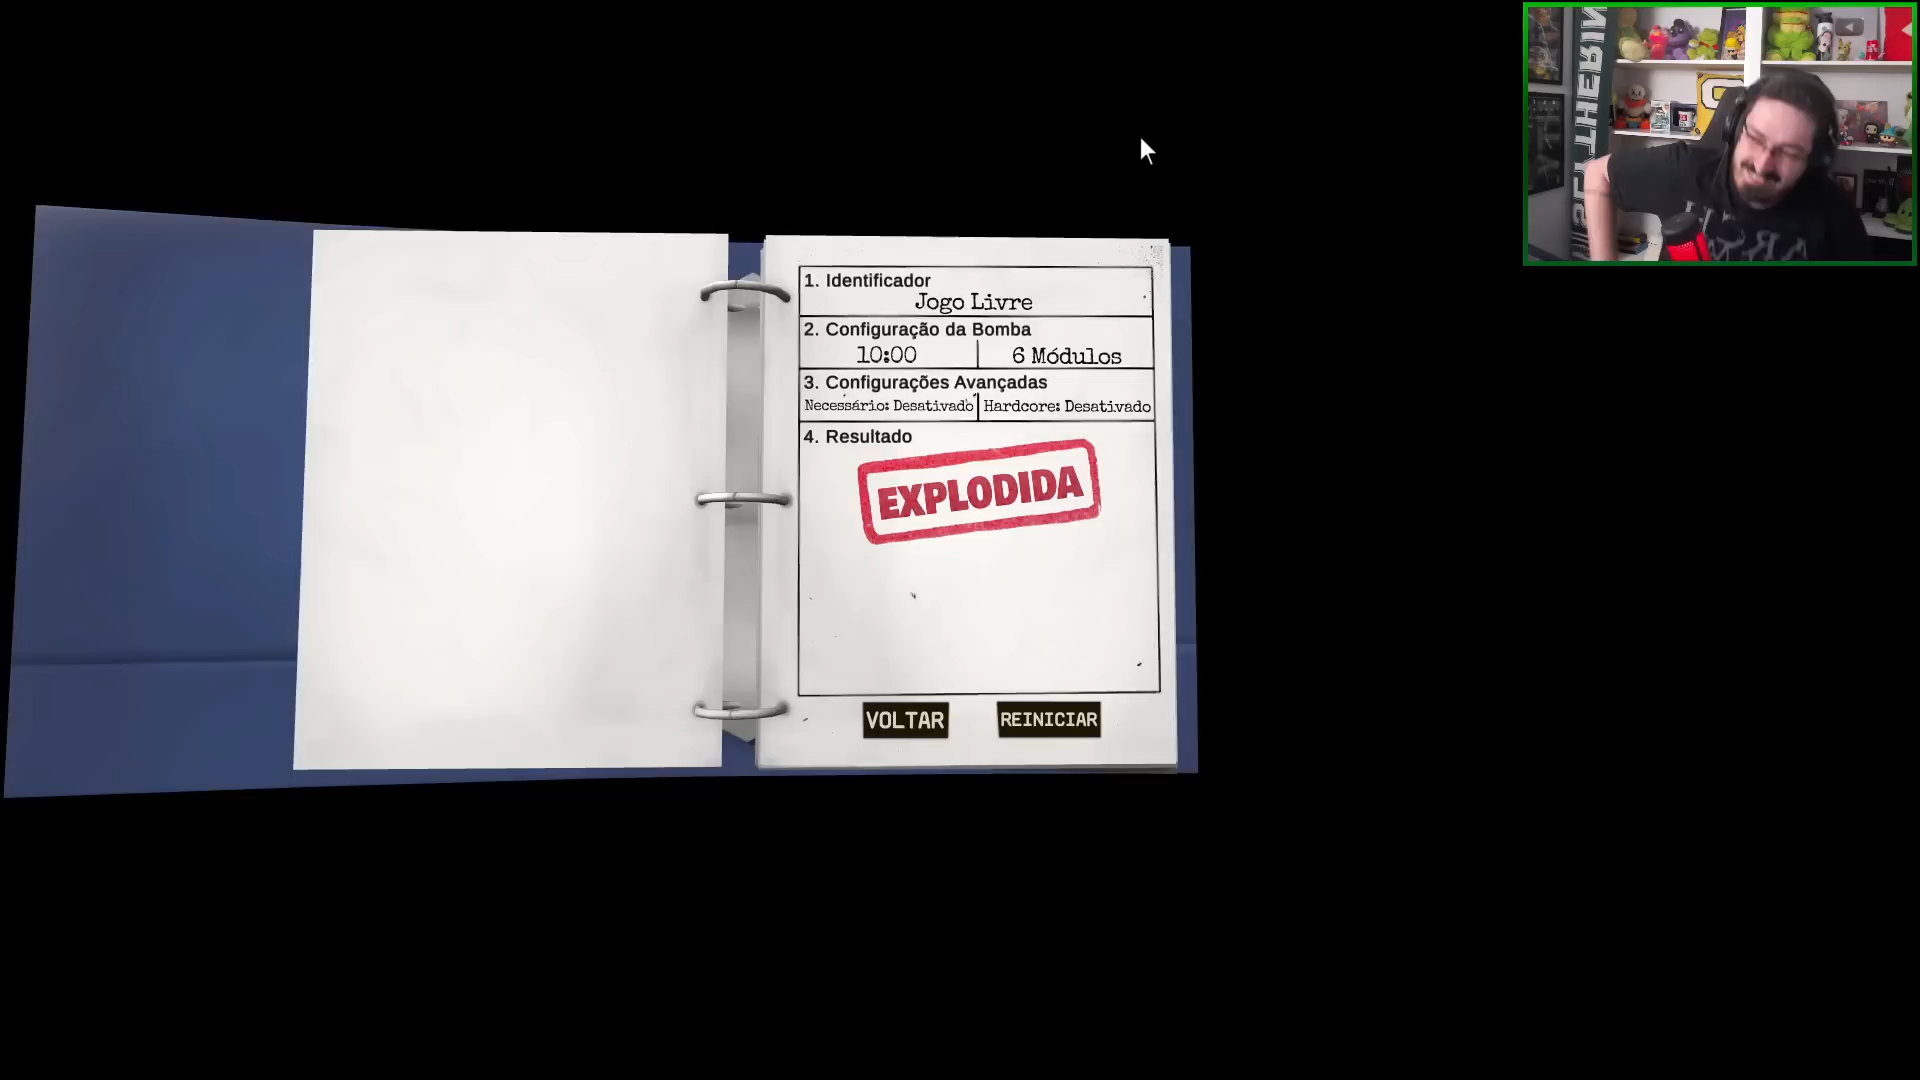 1. Identificador
Jogo Livre
2. Configuração da Bomba
10:00
6 Módulos
3. Configurações Avançadas
Necessário: Desativado
Hardcore: Desativado
4. Resultado
EXPLODIDA
VOLTAR
REINICIAR